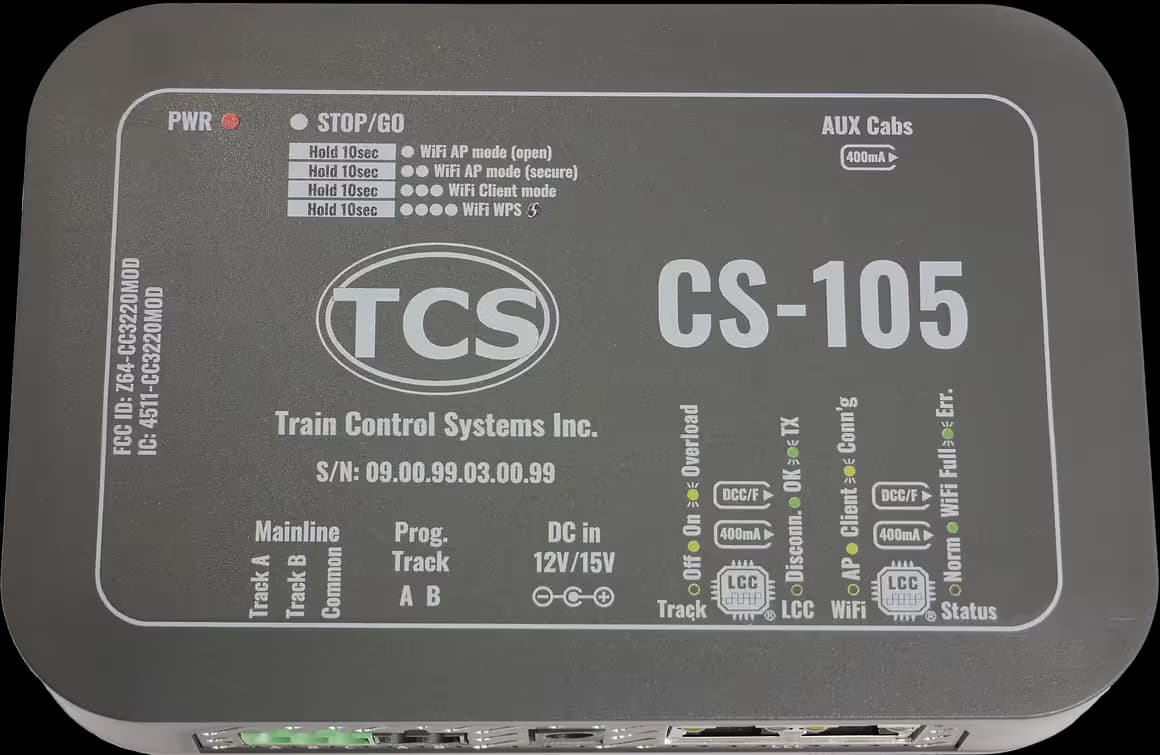 PWR
STOP/GO
Hold 10sec WiFi AP mode (open)
Hold 10sec WiFi AP mode (secure)
Hold 10sec WiFi Client mode
Hold 10sec WiFi WPS
AUX Cabs
400mA
FCC ID: Z64-CC3220MOD
IC: 4511-CC3220MOD
TCS
CS-105
Train Control Systems Inc.
S/N: 09.00.99.03.00.99
Mainline
Track A
Track B
Common
Prog.
Track
A B
DC in
12V/15V
Off On Overload
Track
DCC/F
400mA
LCC
®
Disconn. OK TX
LCC
AP Client Conn'g
WiFi
DCC/F
400mA
LCC
®
Norm WiFi Full Err.
Status
A B C A B
LCC